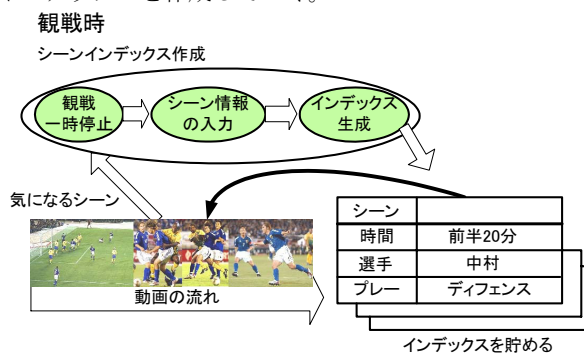 観戦時
シーンインデックス作成
観戦
一時停止
シーン情報
の入力
インデックス
生成
気になるシーン
動画の流れ
シーン
時間 前半20分
選手 中村
プレー ディフェンス
インデックスを貯める